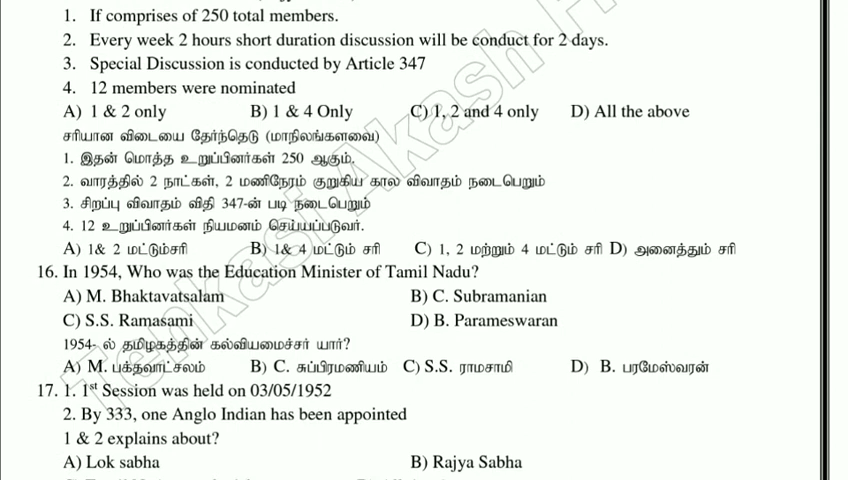 1. If comprises of 250 total members.
2. Every week 2 hours short duration discussion will be conduct for 2 days.
3. Special Discussion is conducted by Article 347
4. 12 members were nominated
A) 1 & 2 only B) 1 & 4 Only C) 1, 2 and 4 only D) All the above
சரியான விடையை தேர்ந்தெடு (மாநிலங்களவை)
1. இதன் மொத்த உறுப்பினர்கள் 250 ஆகும்.
2. வாரத்தில் 2 நாட்கள், 2 மணிநேரம் குறுகிய கால விவாதம் நடைபெறும்
3. சிறப்பு விவாதம் விதி 347-ன் படி நடைபெறும்
4. 12 உறுப்பினர்கள் நியமனம் செய்யப்படுவர்.
A) 1& 2 மட்டும்சரி B) 1& 4 மட்டும் சரி C) 1, 2 மற்றும் 4 மட்டும் சரி D) அனைத்தும் சரி
16. In 1954, Who was the Education Minister of Tamil Nadu?
A) M. Bhaktavatsalam B) C. Subramanian
C) S.S. Ramasami D) B. Parameswaran
1954- ல் தமிழகத்தின் கல்வியமைச்சர் யார்?
A) M. பக்தவாட்சலம் B) C. சுப்பிரமணியம் C) S.S. ராமசாமி D) B. பரமேஸ்வரன்
17. 1. 1st Session was held on 03/05/1952
2. By 333, one Anglo Indian has been appointed
1 & 2 explains about?
A) Lok sabha B) Rajya Sabha
Tenkasi Akash